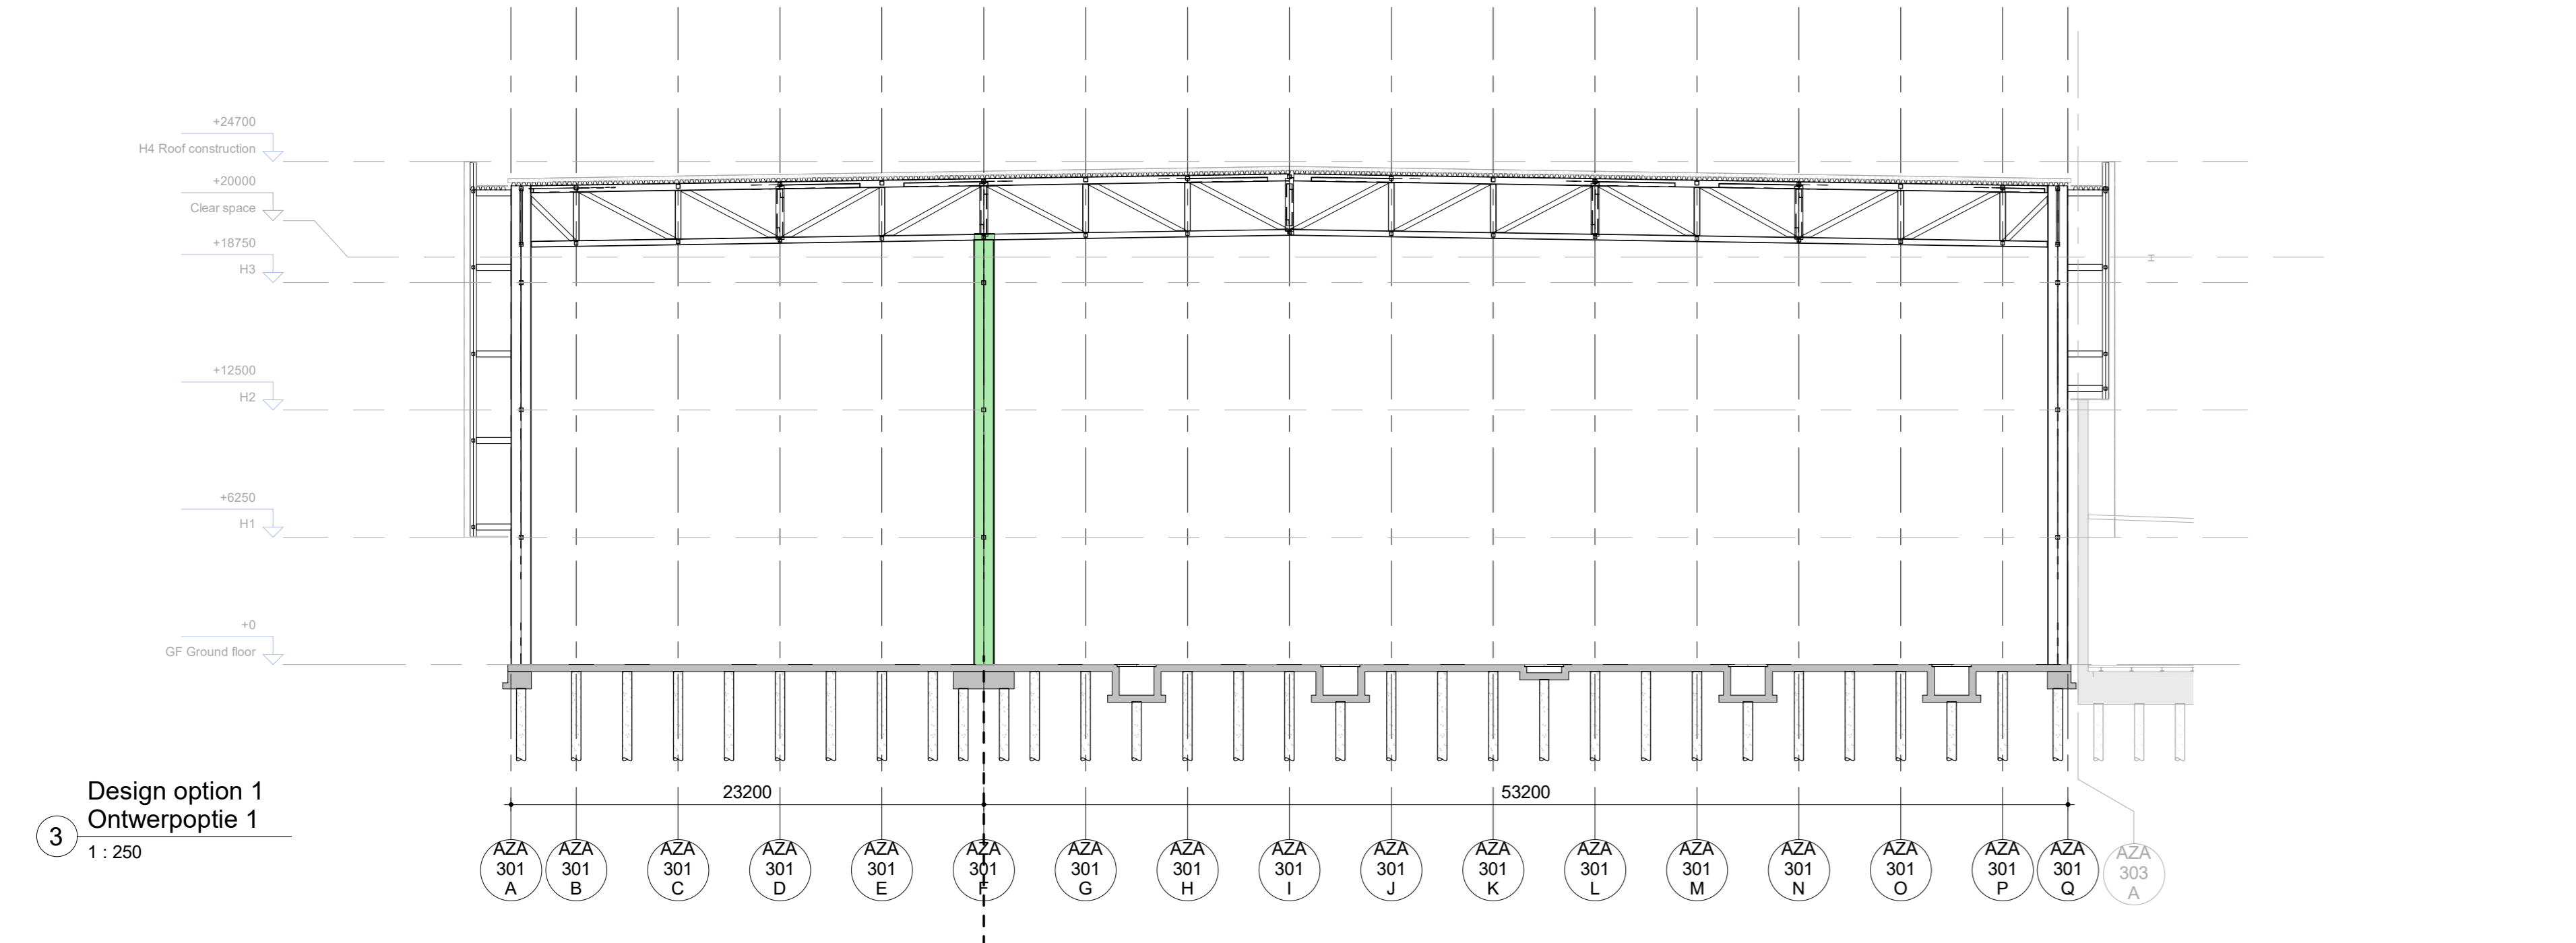 +24700
H4 Roof construction
+20000
Clear space
+18750
H3
+12500
H2
+6250
H1
+0
GF Ground floor
Design option 1
Ontwerpoptie 1
3
1 : 250
23200
53200
AZA
301
A
AZA
301
B
AZA
301
C
AZA
301
D
AZA
301
E
AZA
301
F
AZA
301
G
AZA
301
H
AZA
301
I
AZA
301
J
AZA
301
K
AZA
301
L
AZA
301
M
AZA
301
N
AZA
301
O
AZA
301
P
AZA
301
Q
AZA
303
A